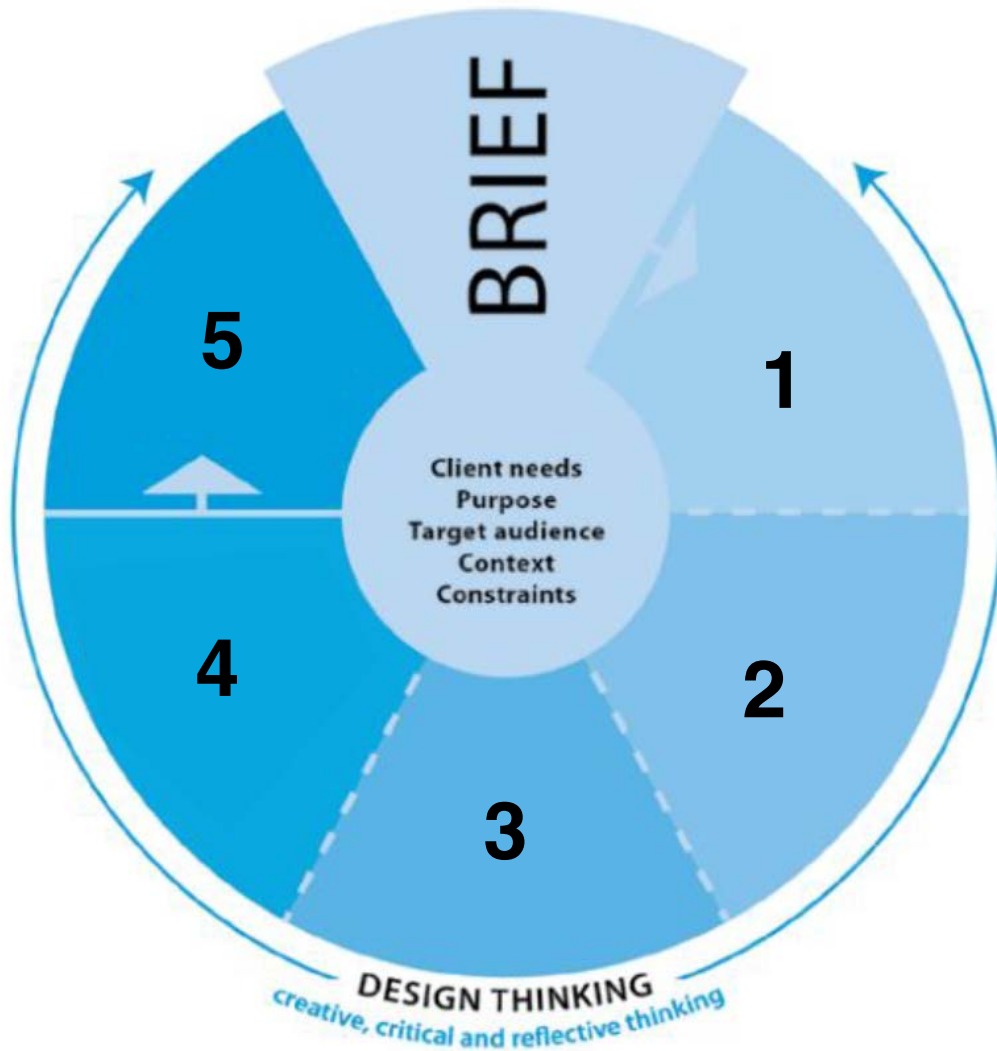 BRIEF
5
1
Client needs
Purpose
Target audience
Context
Constraints
4
2
3
DESIGN THINKING
creative, critical and reflective thinking